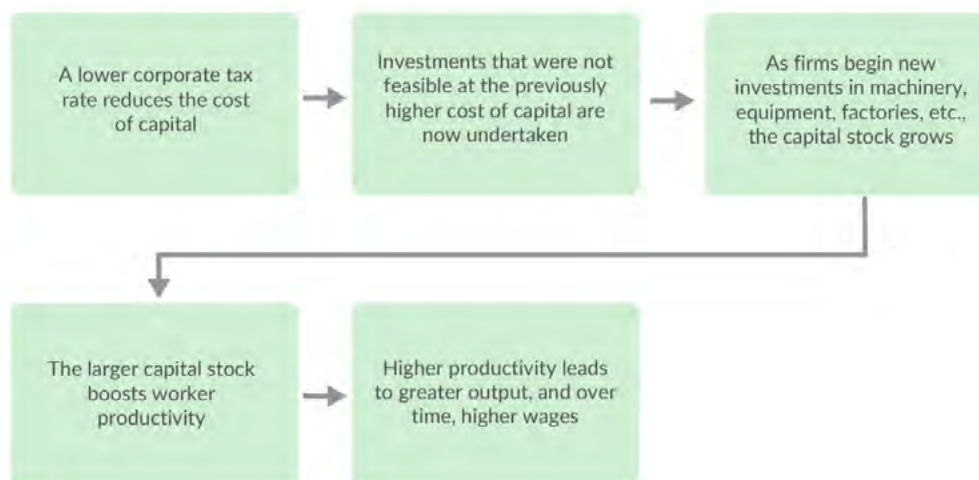 A lower corporate tax
rate reduces the cost
of capital
Investments that were not
feasible at the previously
higher cost of capital are
now undertaken
As firms begin new
investments in machinery,
equipment, factories, etc.,
the capital stock grows
The larger capital stock
boosts worker
productivity
Higher productivity leads
to greater output, and over
time, higher wages